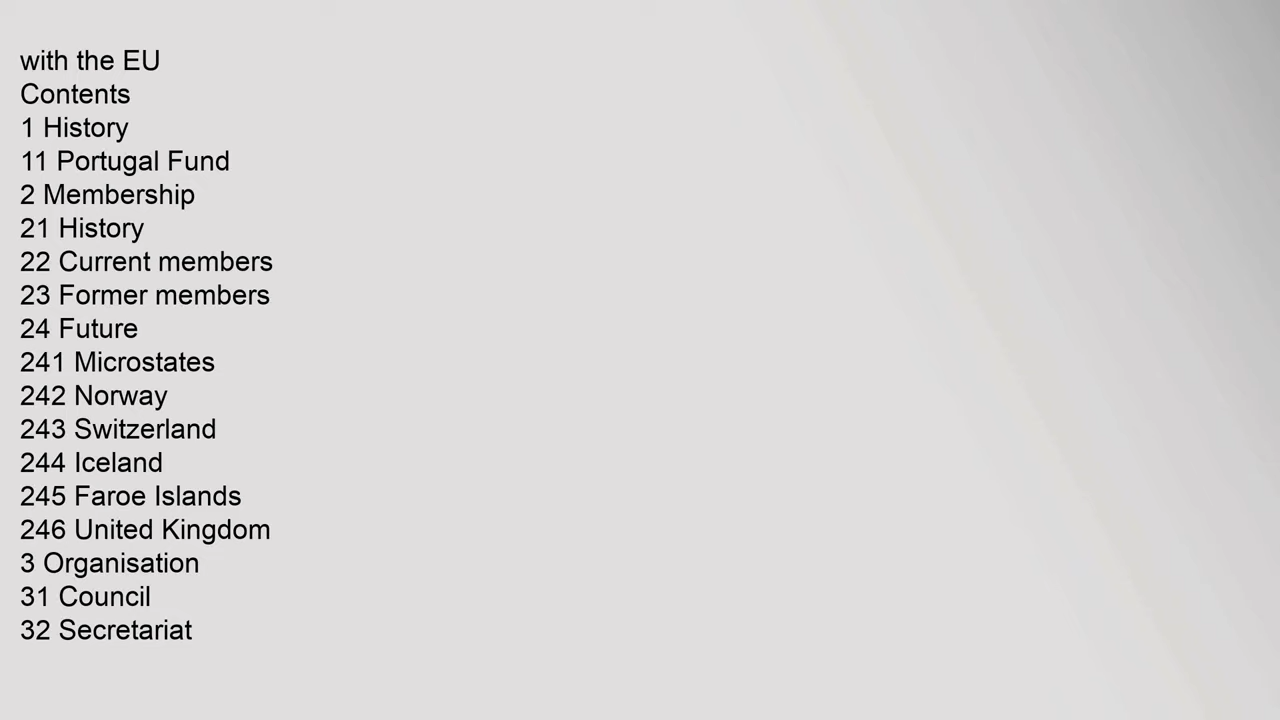 with the EU
Contents
1 History
11 Portugal Fund
2 Membership
21 History
22 Current members
23 Former members
24 Future
241 Microstates
242 Norway
243 Switzerland
244 Iceland
245 Faroe Islands
246 United Kingdom
3 Organisation
31 Council
32 Secretariat